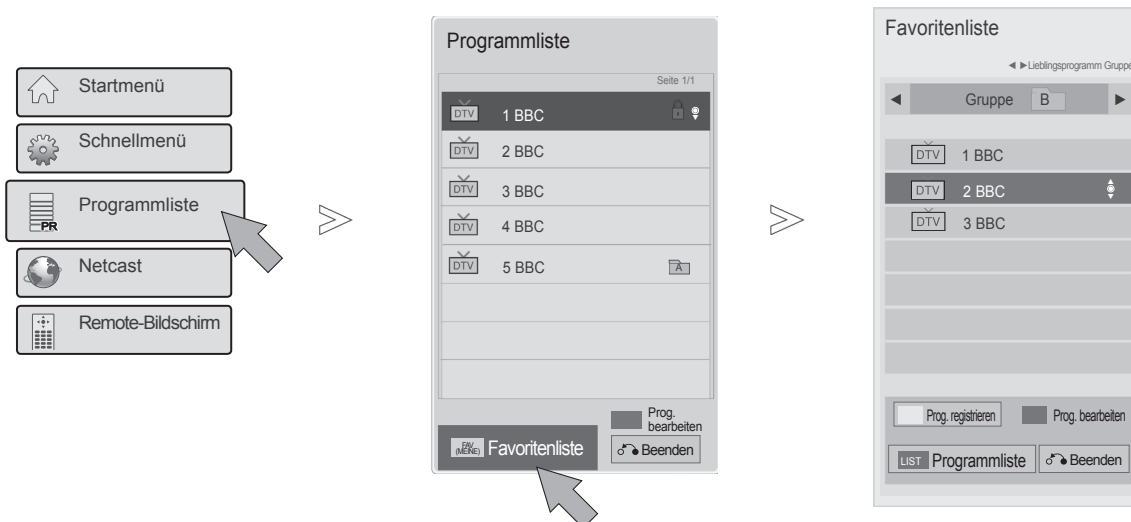 Startmenü
Schnellmenü
PR
Programmliste
Netcast
Remote-Bildschirm
Programmliste
Seite 1/1
DTV 1 BBC
DTV 2 BBC
DTV 3 BBC
DTV 4 BBC
DTV 5 BBC A
Prog.
bearbeiten
FAV
(MEINE) Favoritenliste
Beenden
Favoritenliste
◀ ▶Lieblingsprogramm Gruppe
◀ Gruppe B ▶
DTV 1 BBC
DTV 2 BBC
DTV 3 BBC
Prog. registrieren Prog. bearbeiten
LIST Programmliste Beenden